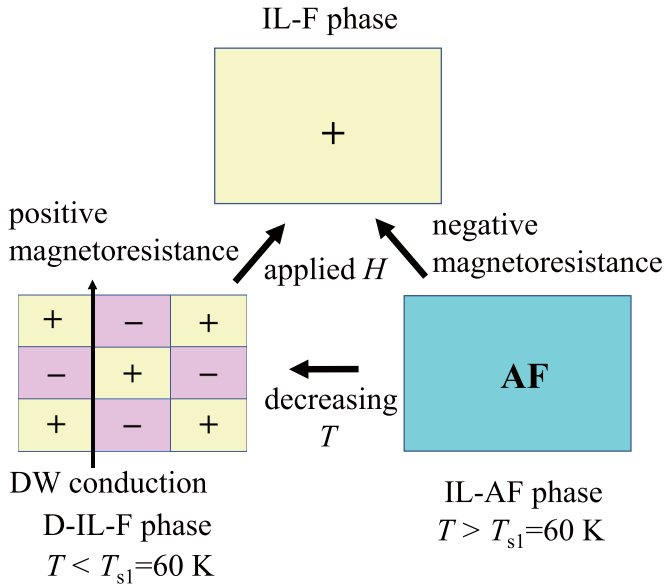 IL-F phase
+
positive
magnetoresistance
negative
magnetoresistance
applied H
+ − +
− + −
+ − +
AF
decreasing
T
DW conduction
D-IL-F phase
T < Ts1=60 K
IL-AF phase
T > Ts1=60 K